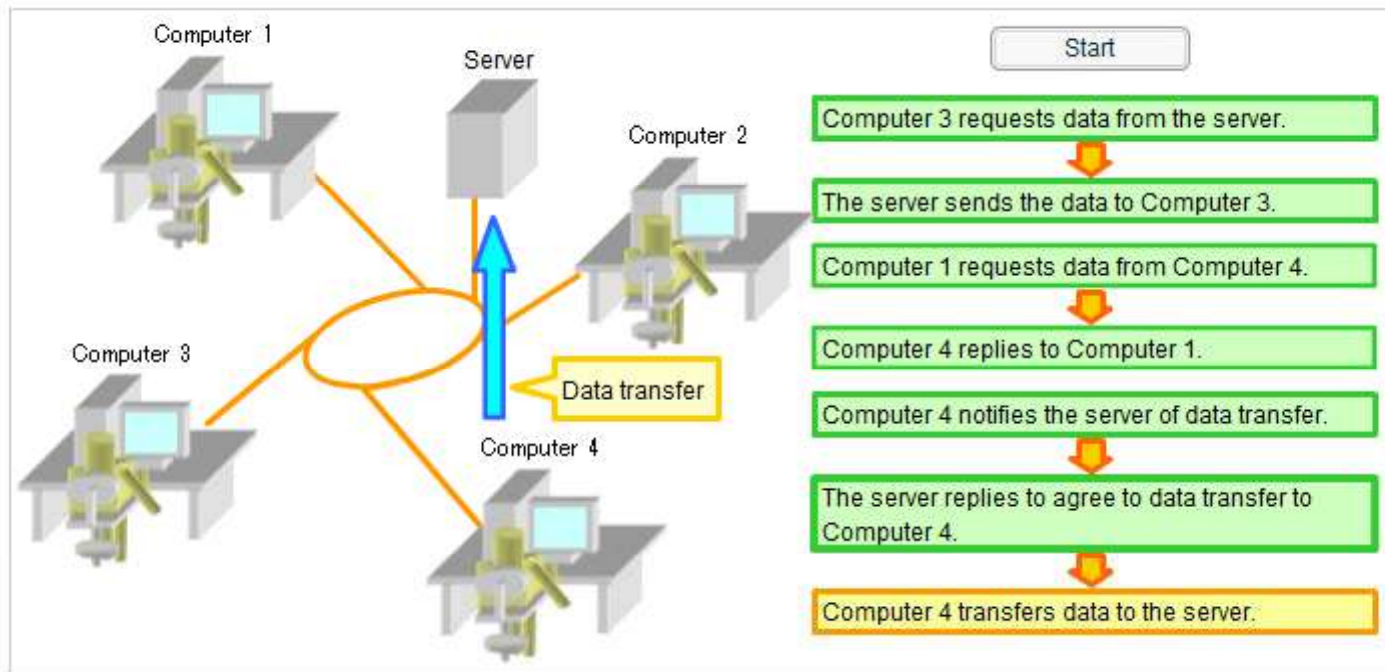 Computer 1
Server
Computer 2
Computer 3
Data transfer
Computer 4
Start
Computer 3 requests data from the server.
The server sends the data to Computer 3.
Computer 1 requests data from Computer 4.
Computer 4 replies to Computer 1.
Computer 4 notifies the server of data transfer.
The server replies to agree to data transfer to
Computer 4.
Computer 4 transfers data to the server.